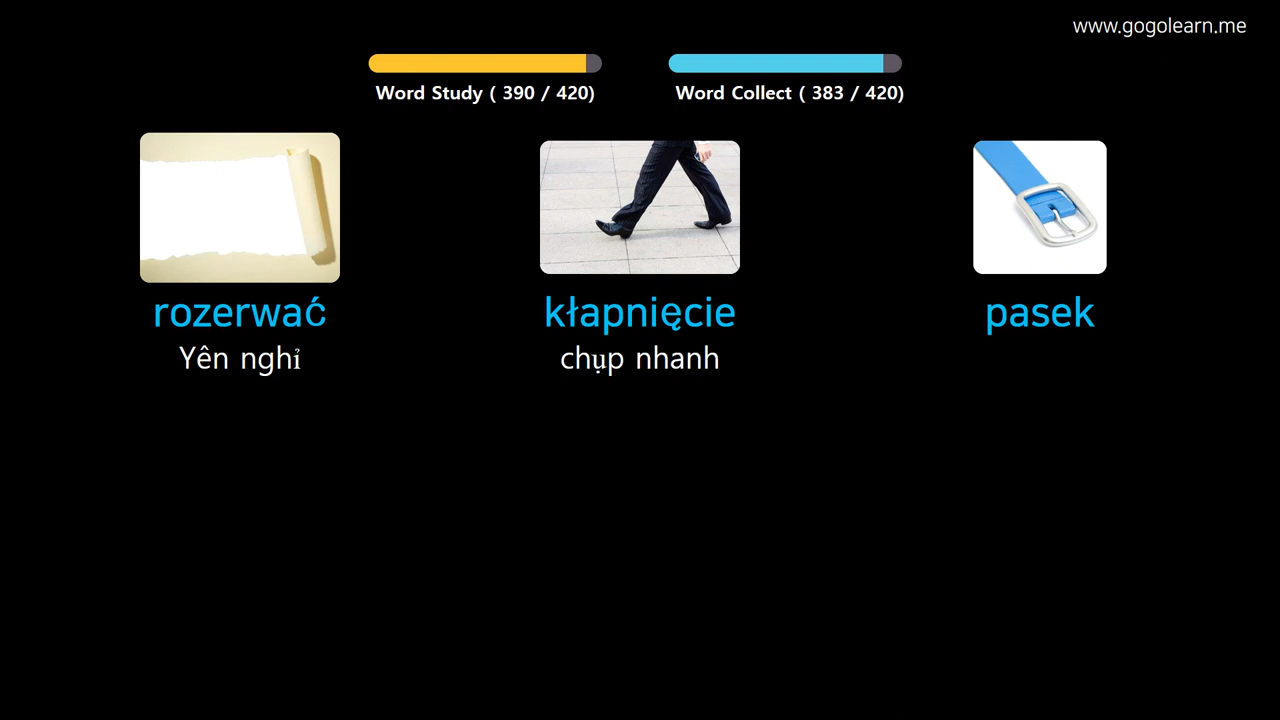 www.gogolearn.me
Word Study ( 390 / 420)
Word Collect ( 383 / 420)
rozerwać
Yên nghỉ
kłapnięcie
chụp nhanh
pasek